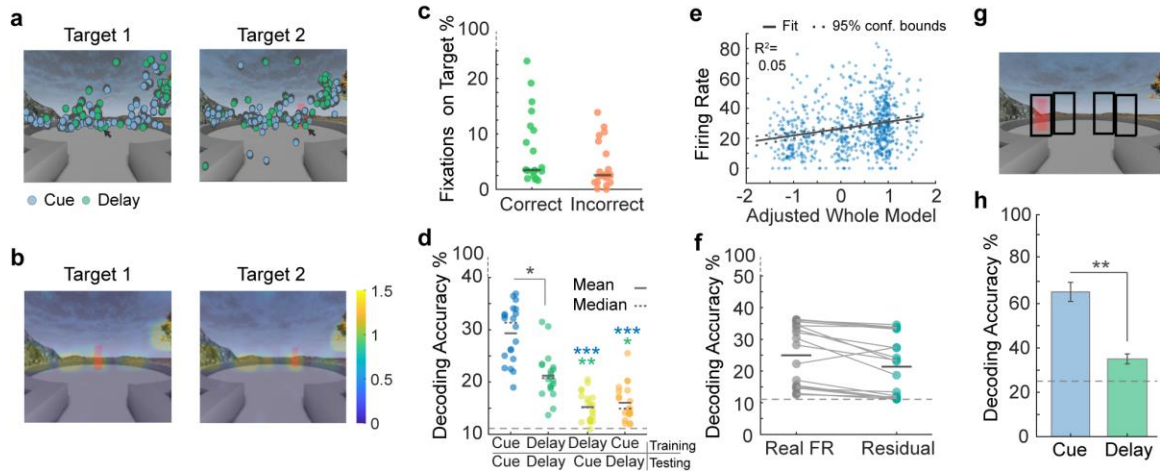 a
Target 1
Target 2
Cue
Delay
b
Target 1
Target 2
1.5
1
0.5
0
c
Fixations on Target %
100
20
10
0
Correct
Incorrect
d
Decoding Accuracy %
100
40
30
20
10
*
Mean
Median
***
**
***
*
Cue Delay Delay Cue Training
Cue Delay Cue Delay Testing
e
Fit
95% conf. bounds
R²=
0.05
Firing Rate
80
60
40
20
0
-2
-1
0
1
2
Adjusted Whole Model
f
Decoding Accuracy %
100
50
40
30
20
10
0
Real FR
Residual
g
h
Decoding Accuracy %
100
80
60
40
20
0
**
Cue
Delay